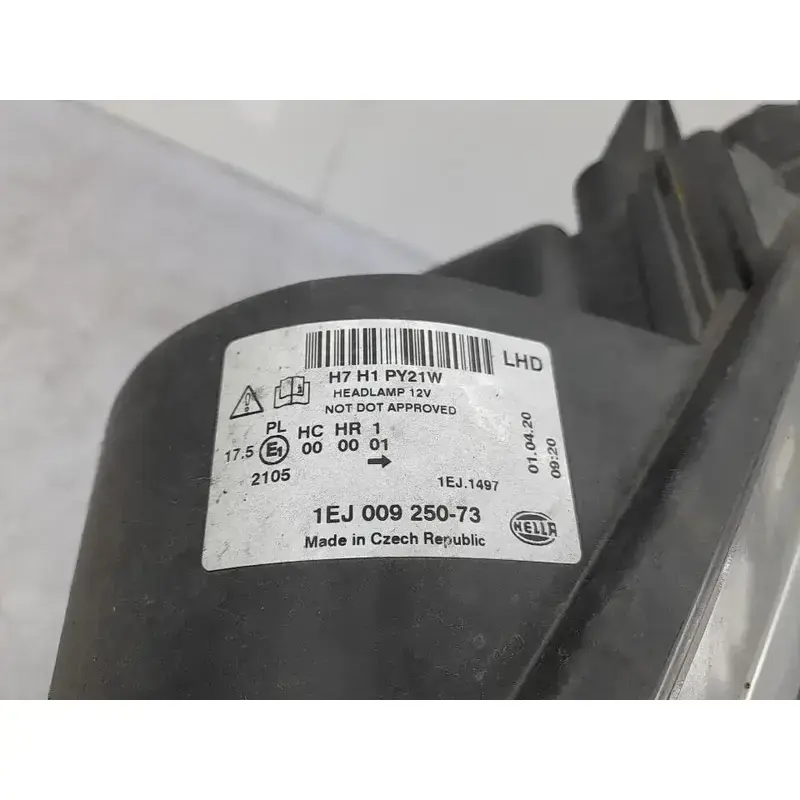 LHD
H7 H1 PY21W
HEADLAMP 12V
NOT DOT APPROVED
PL HC HR 1
17.5 E1 00 00 01
2105
→
1EJ.1497
01.04.20
09:20
1EJ 009 250-73
HELLA
Made in Czech Republic